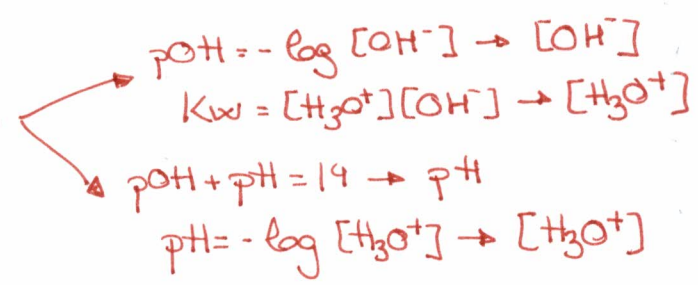 pOH = - log [OH⁻] → [OH⁻]
Kw = [H₃O⁺][OH⁻] → [H₃O⁺]
pOH + pH = 14 → pH
pH = - log [H₃O⁺] → [H₃O⁺]